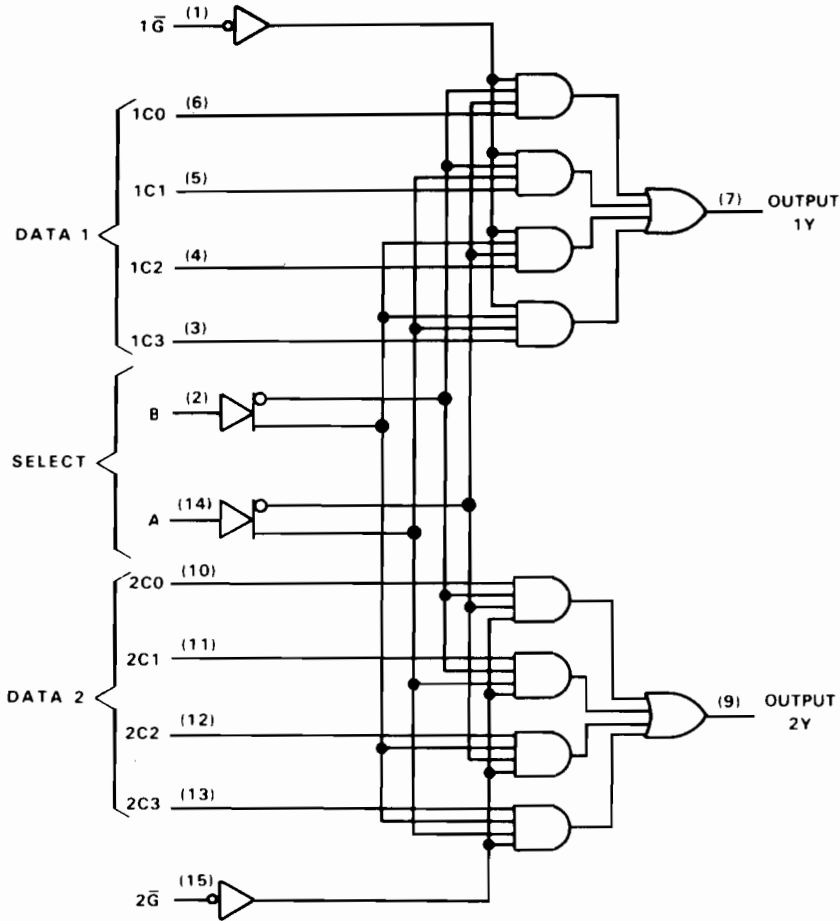 1G̅ (1)
1C0 (6)
1C1 (5)
DATA 1
1C2 (4)
1C3 (3)
(7) OUTPUT
1Y
B (2)
SELECT
A (14)
2C0 (10)
2C1 (11)
DATA 2
2C2 (12)
2C3 (13)
(9) OUTPUT
2Y
2G̅ (15)